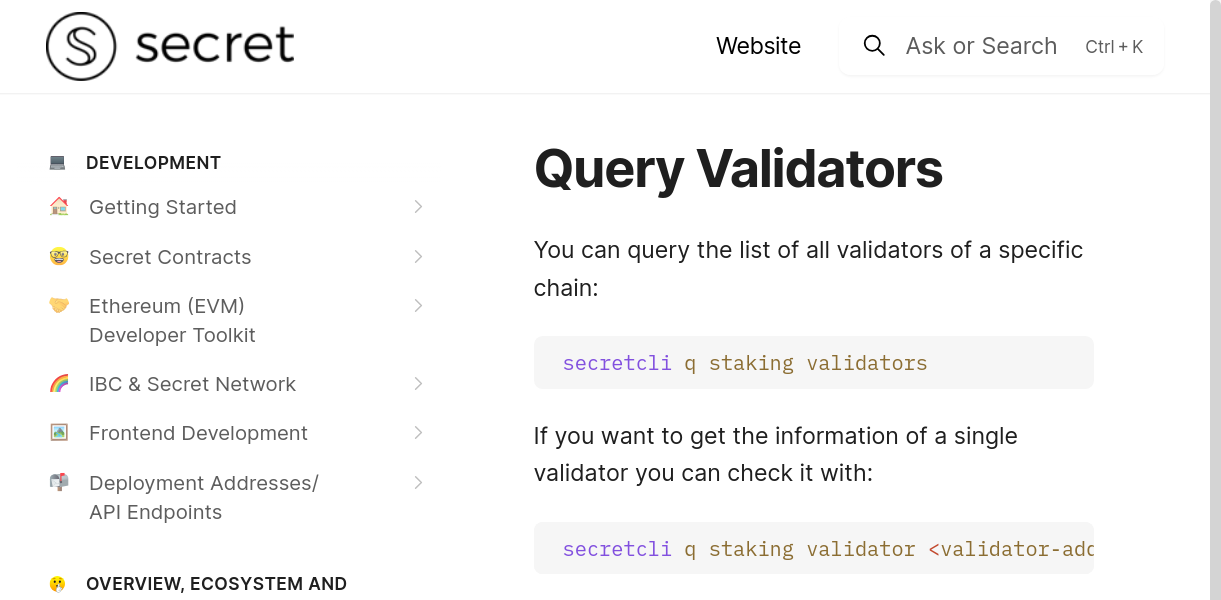 secret
Website
Ask or Search
Ctrl + K
DEVELOPMENT
Getting Started
Secret Contracts
Ethereum (EVM)
Developer Toolkit
IBC & Secret Network
Frontend Development
Deployment Addresses/
API Endpoints
OVERVIEW, ECOSYSTEM AND
Query Validators
You can query the list of all validators of a specific
chain:
secretcli q staking validators
If you want to get the information of a single
validator you can check it with:
secretcli q staking validator <validator-add